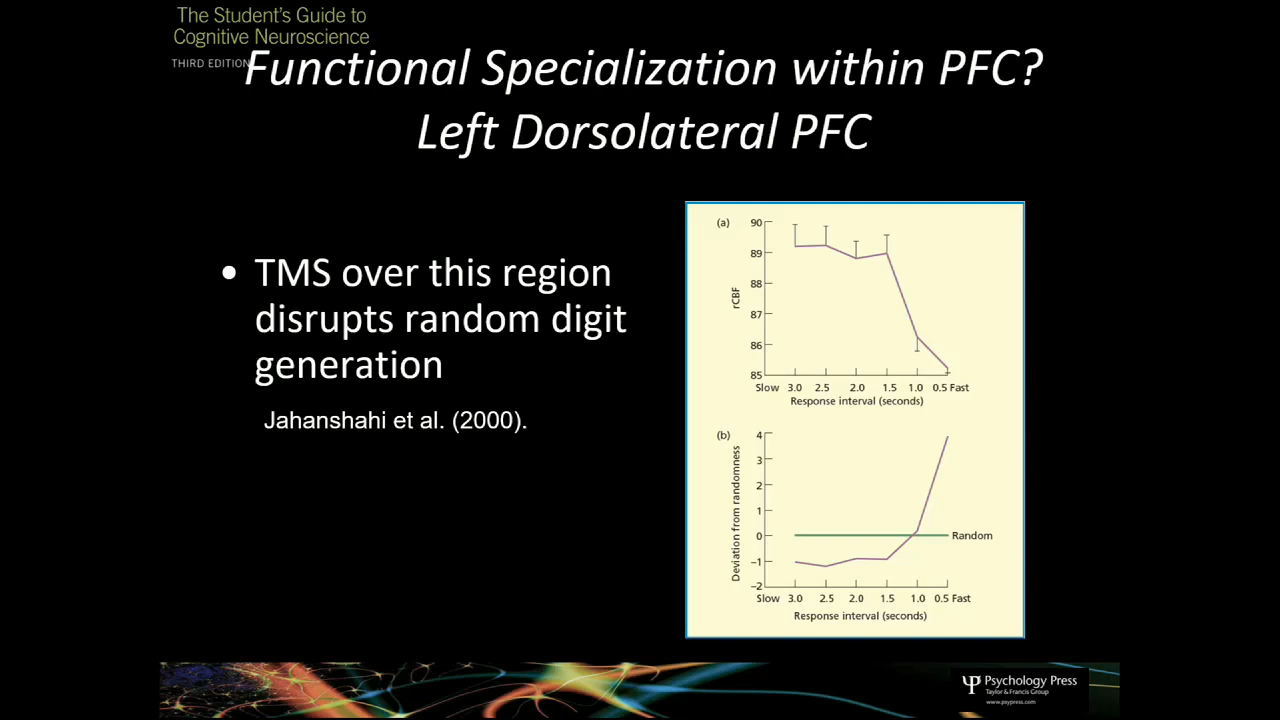 The Student's Guide to
Cognitive Neuroscience
THIRD EDITION
Functional Specialization within PFC?
Left Dorsolateral PFC
• TMS over this region
disrupts random digit
generation
Jahanshahi et al. (2000).
(a)
rCBF
90
89
88
87
86
85
Slow 3.0 2.5 2.0 1.5 1.0 0.5 Fast
Response interval (seconds)
(b)
Deviation from randomness
4
3
2
1
0
–1
–2
Random
Slow 3.0 2.5 2.0 1.5 1.0 0.5 Fast
Response interval (seconds)
Psychology Press
Taylor & Francis Group
www.psypress.com